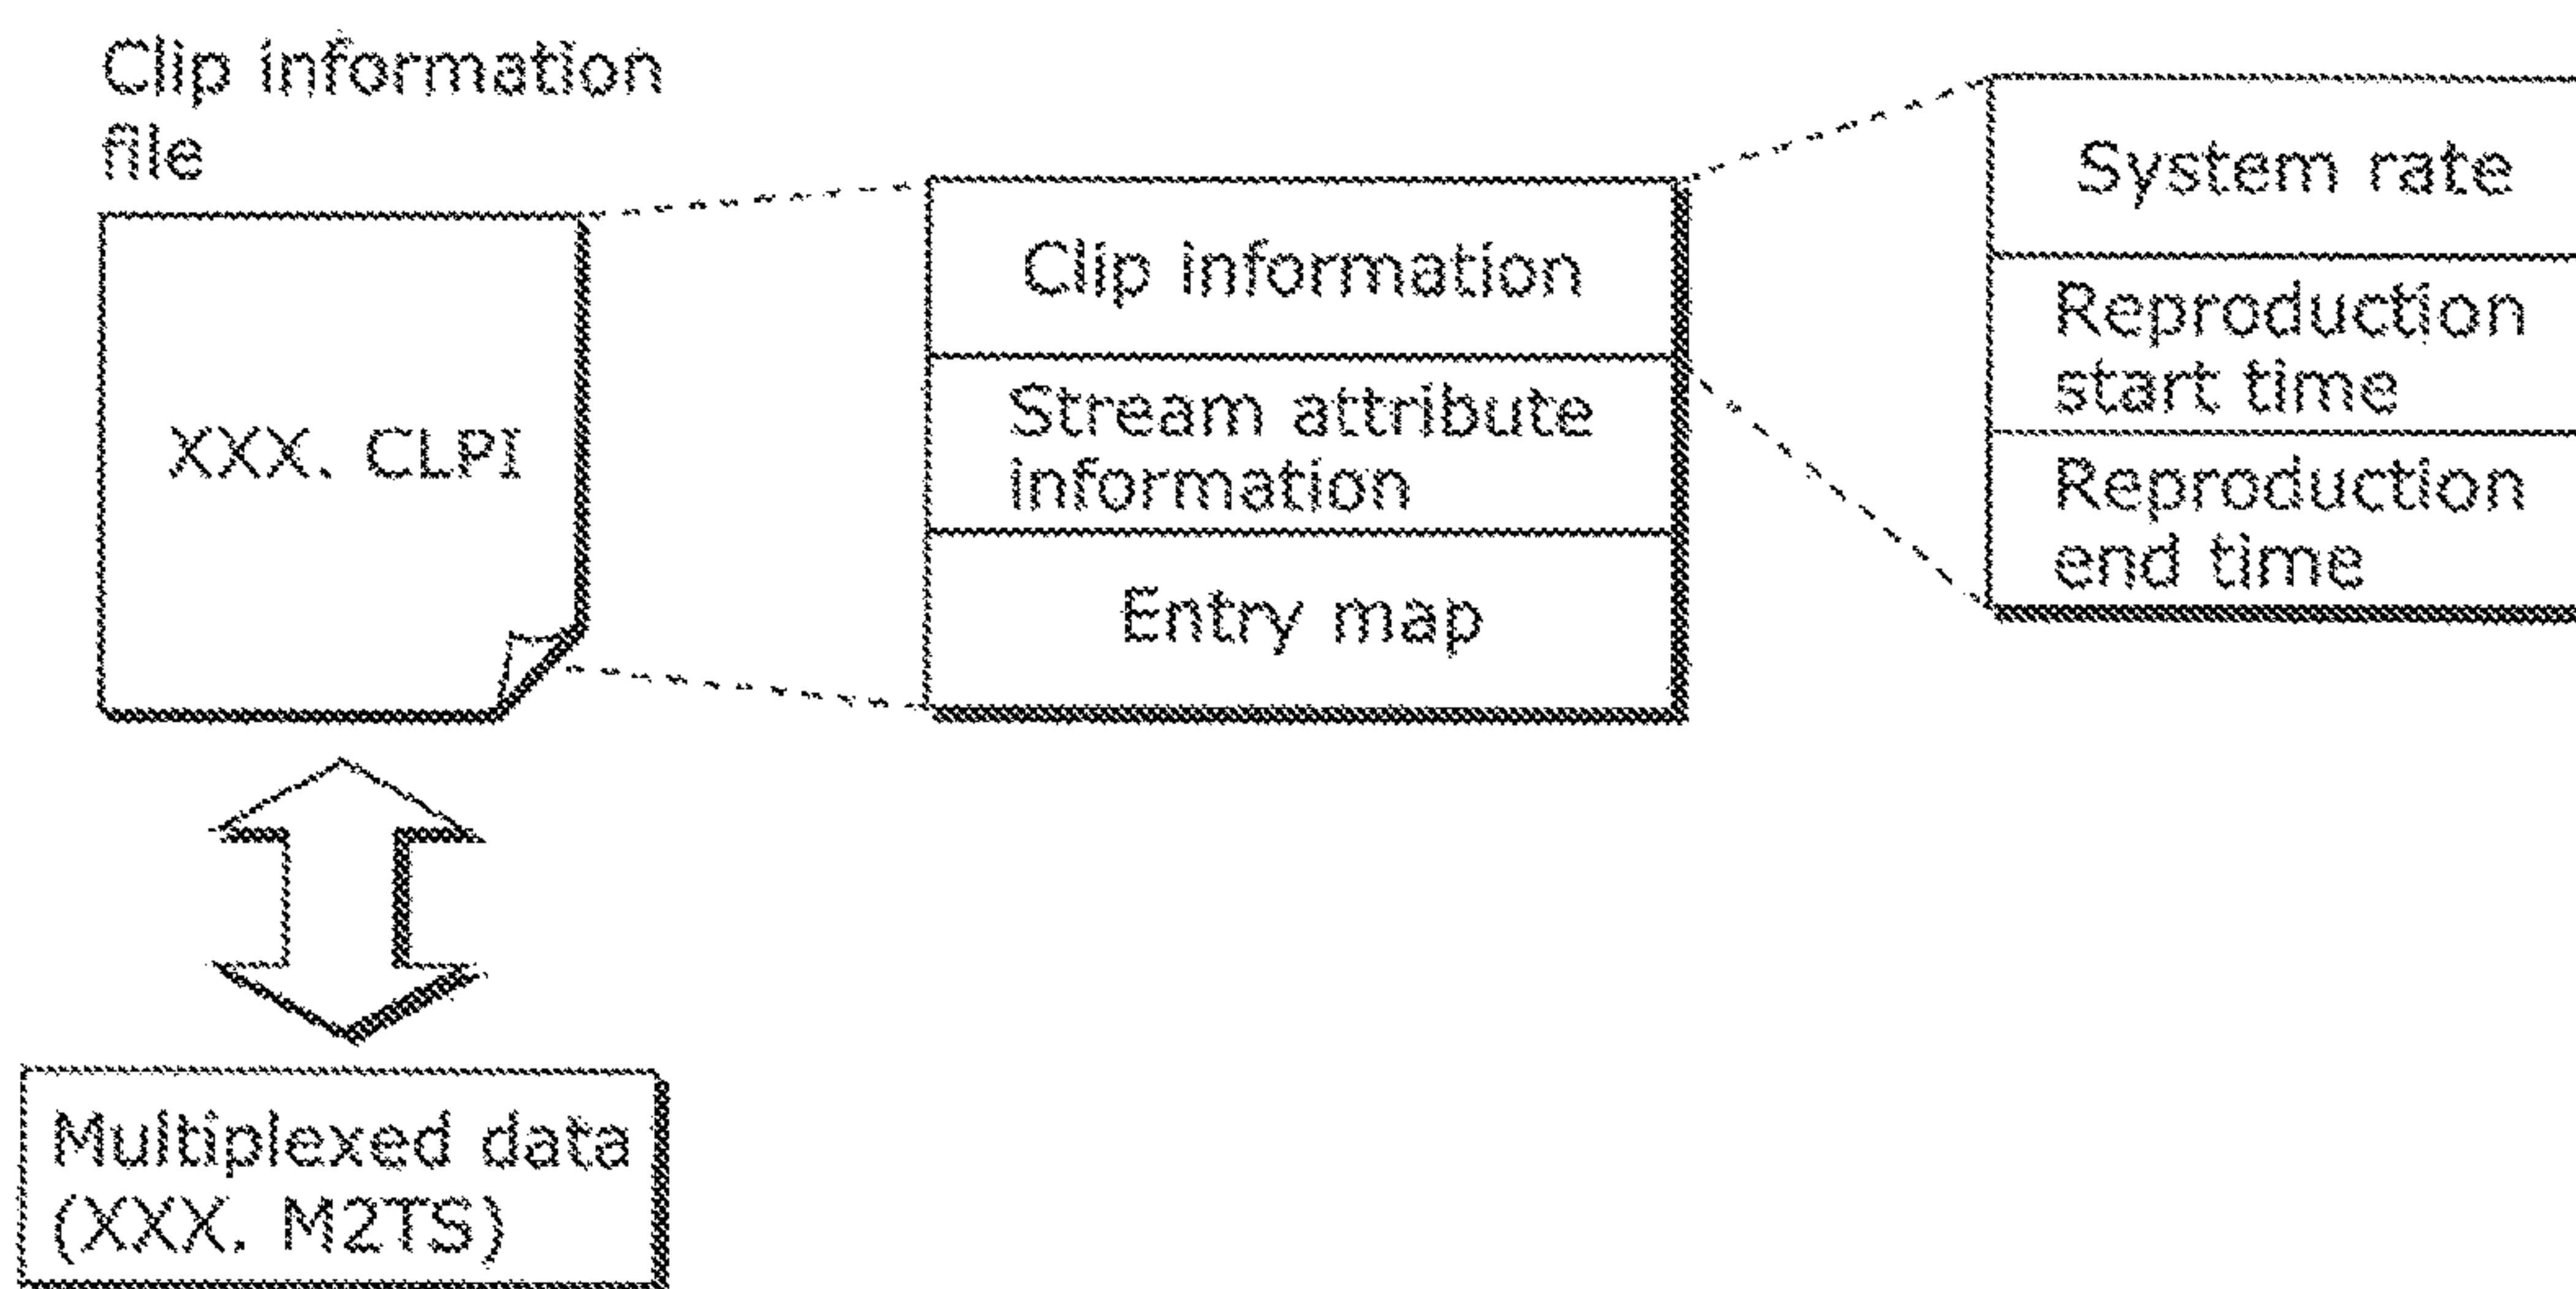 Clip information
file
XXX. CLPI
Clip information
Stream attribute
information
Entry map
System rate
Reproduction
start time
Reproduction
end time
Multiplexed data
(XXX. M2TS)